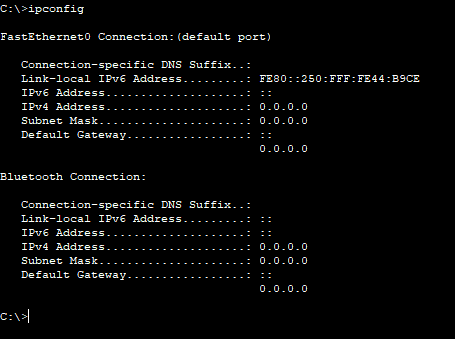 C:\>ipconfig
FastEthernet0 Connection:(default port)
Connection-specific DNS Suffix..:
Link-local IPv6 Address.........: FE80::250:FFF:FE44:B9CE
IPv6 Address....................: ::
IPv4 Address....................: 0.0.0.0
Subnet Mask.....................: 0.0.0.0
Default Gateway.................: ::
0.0.0.0
Bluetooth Connection:
Connection-specific DNS Suffix..:
Link-local IPv6 Address.........: ::
IPv6 Address....................: ::
IPv4 Address....................: 0.0.0.0
Subnet Mask.....................: 0.0.0.0
Default Gateway.................: ::
0.0.0.0
C:\>